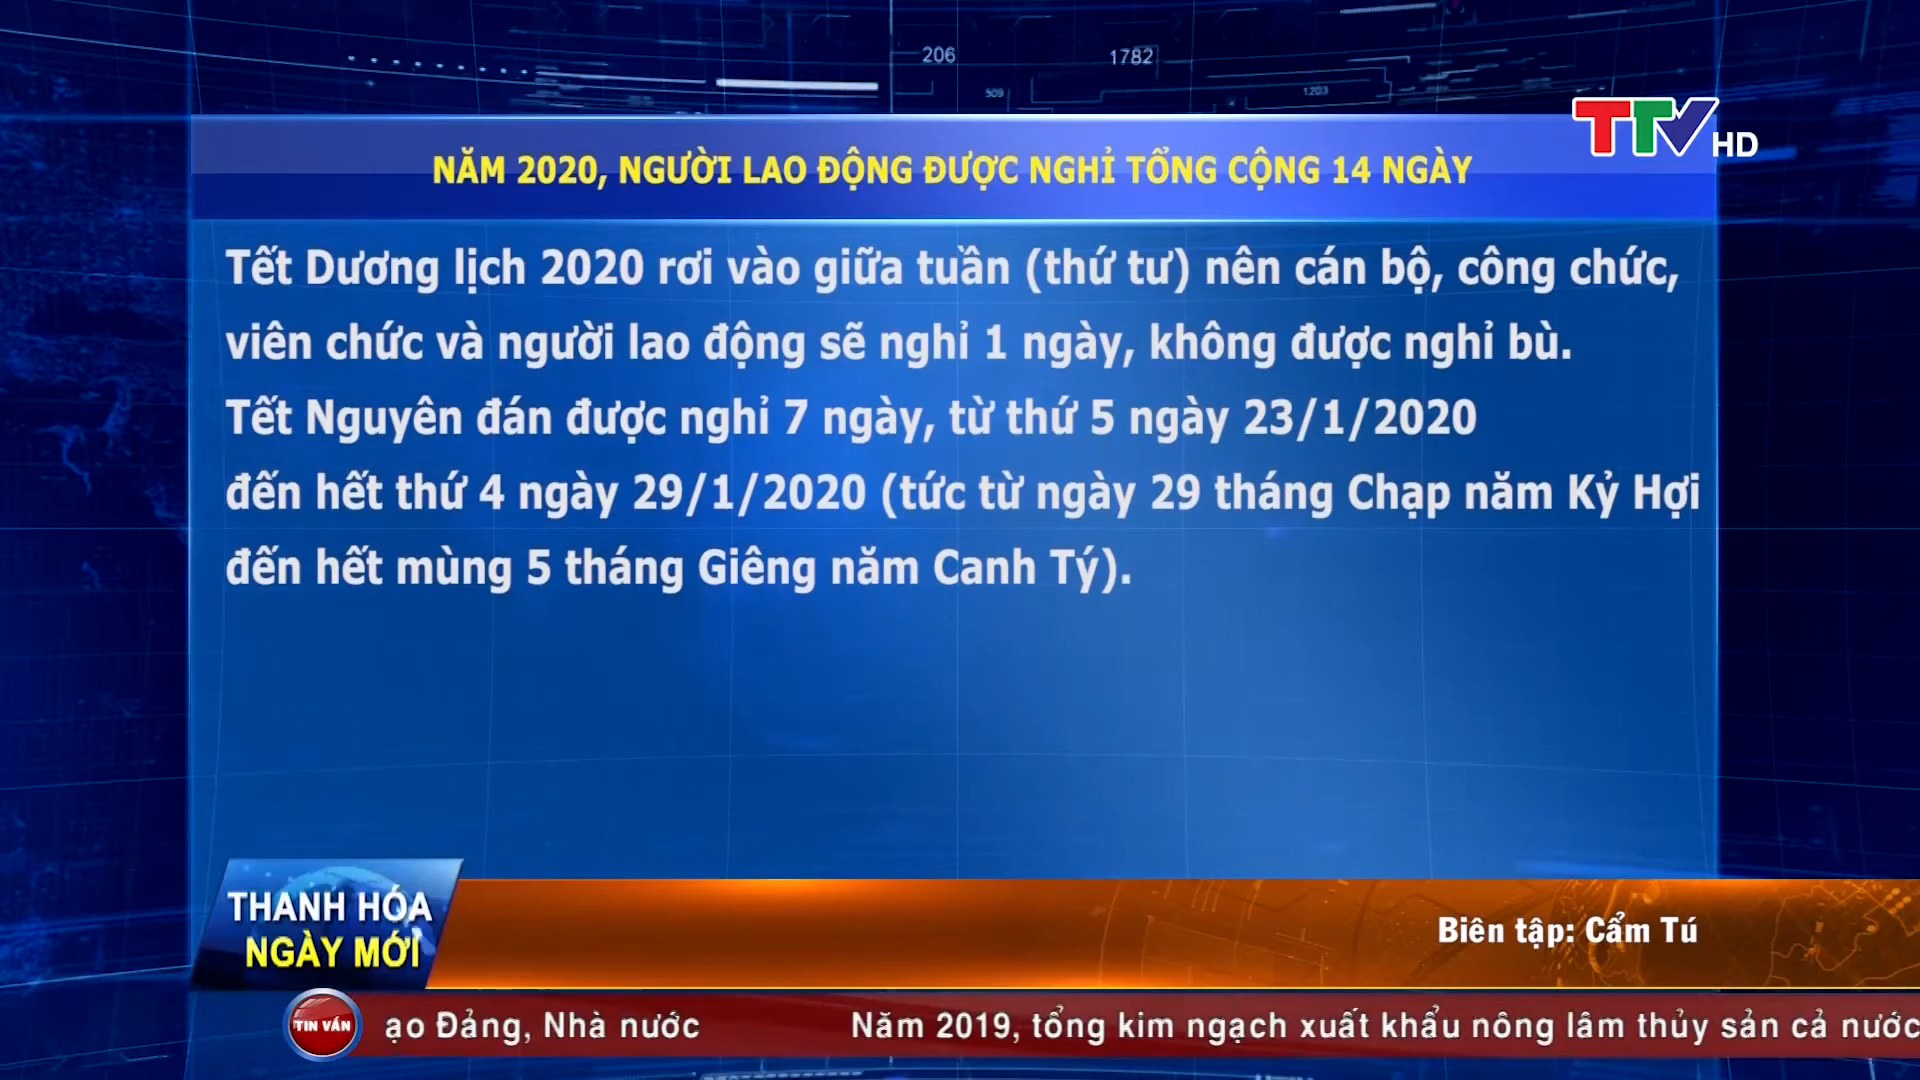 206
1782
509
1203
TTV HD
NĂM 2020, NGƯỜI LAO ĐỘNG ĐƯỢC NGHỈ TỔNG CỘNG 14 NGÀY
Tết Dương lịch 2020 rơi vào giữa tuần (thứ tư) nên cán bộ, công chức,
viên chức và người lao động sẽ nghỉ 1 ngày, không được nghỉ bù.
Tết Nguyên đán được nghỉ 7 ngày, từ thứ 5 ngày 23/1/2020
đến hết thứ 4 ngày 29/1/2020 (tức từ ngày 29 tháng Chạp năm Kỷ Hợi
đến hết mùng 5 tháng Giêng năm Canh Tý).
THANH HÓA
NGÀY MỚI
Biên tập: Cẩm Tú
TIN VẮN
ạo Đảng, Nhà nước Năm 2019, tổng kim ngạch xuất khẩu nông lâm thủy sản cả nước